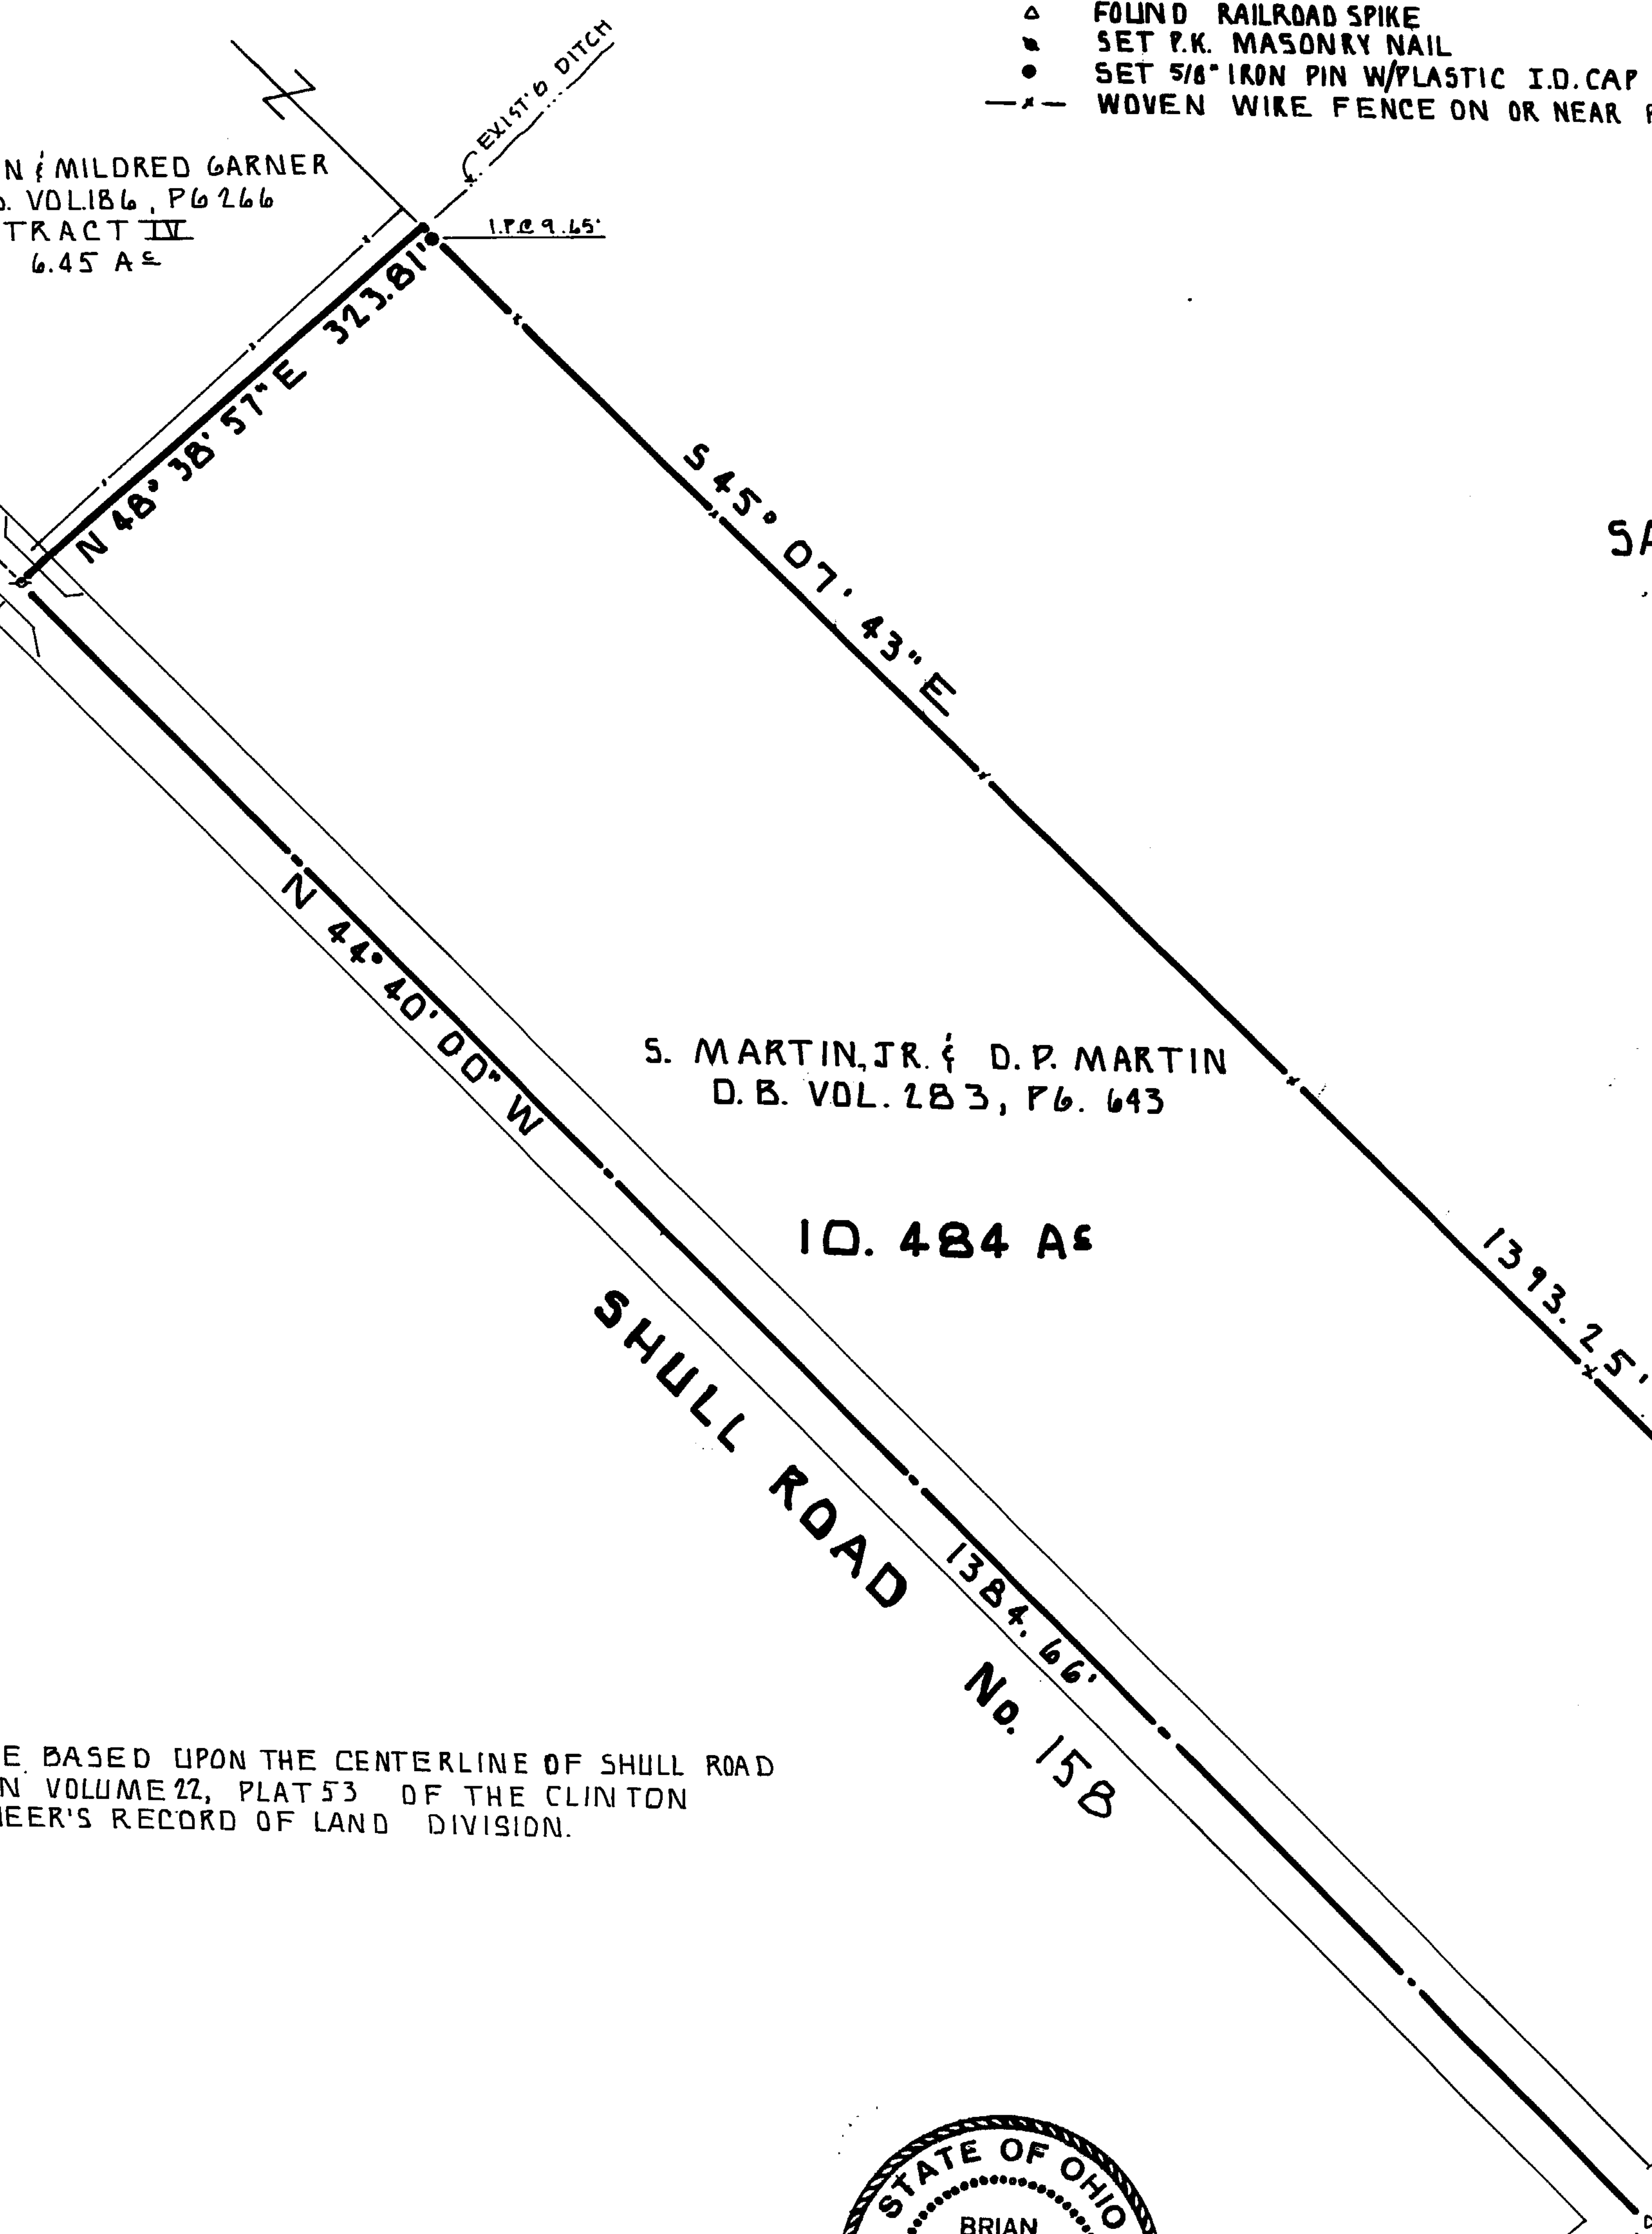 FOUND RAILROAD SPIKE
SET P.K. MASONRY NAIL
SET 5/8" IRON PIN W/PLASTIC I.D. CAP
WOVEN WIRE FENCE ON OR NEAR
EXIST'G DITCH
N & MILDRED GARNER
VOL.186, PG 266
TRACT IV
6.45 Ac
I.P.@ 9.65'
N 48° 38' 57" E 323.81'
S 45° 07' 43" E
1393.25'
SA
N 44° 40' 00" W
1384.66'
S. MARTIN, JR. & D.P. MARTIN
D.B. VOL. 283, PG. 643
10.484 Ac
SHULL ROAD No. 158
E BASED UPON THE CENTERLINE OF SHULL ROAD
N VOLUME 22, PLAT 53 OF THE CLINTON
EER'S RECORD OF LAND DIVISION.
STATE OF OHIO
BRIAN